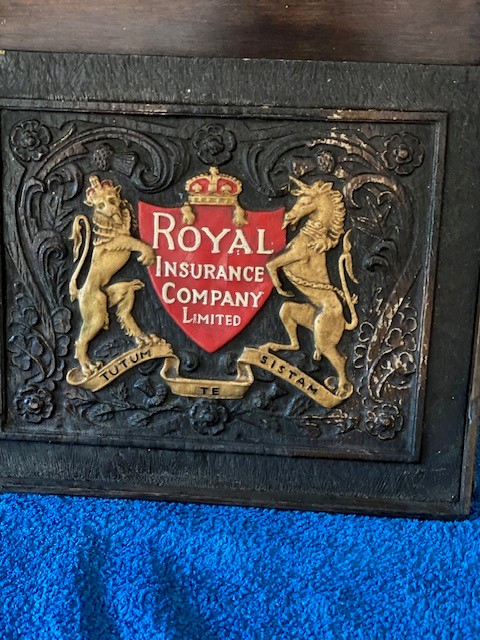 ROYAL
INSURANCE
COMPANY
LIMITED
TUTUM TE SISTAM